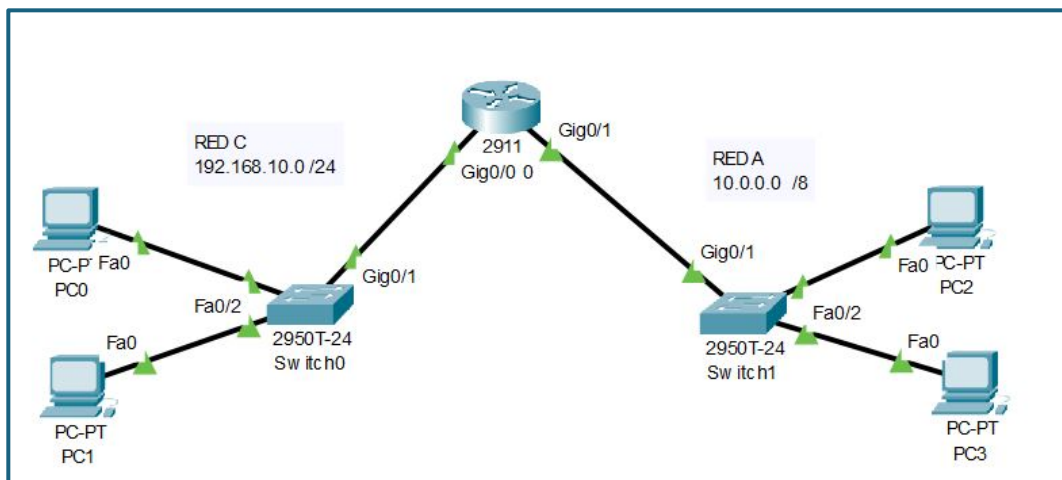 RED C
192.168.10.0 /24
2911
Gig0/0 0
Gig0/1
RED A
10.0.0.0 /8
PC-PT
PC0
Fa0
Fa0/2
Gig0/1
2950T-24
Switch0
Fa0
PC-PT
PC1
Gig0/1
2950T-24
Switch1
Fa0/2
Fa0
PC-PT
PC2
Fa0
PC-PT
PC3